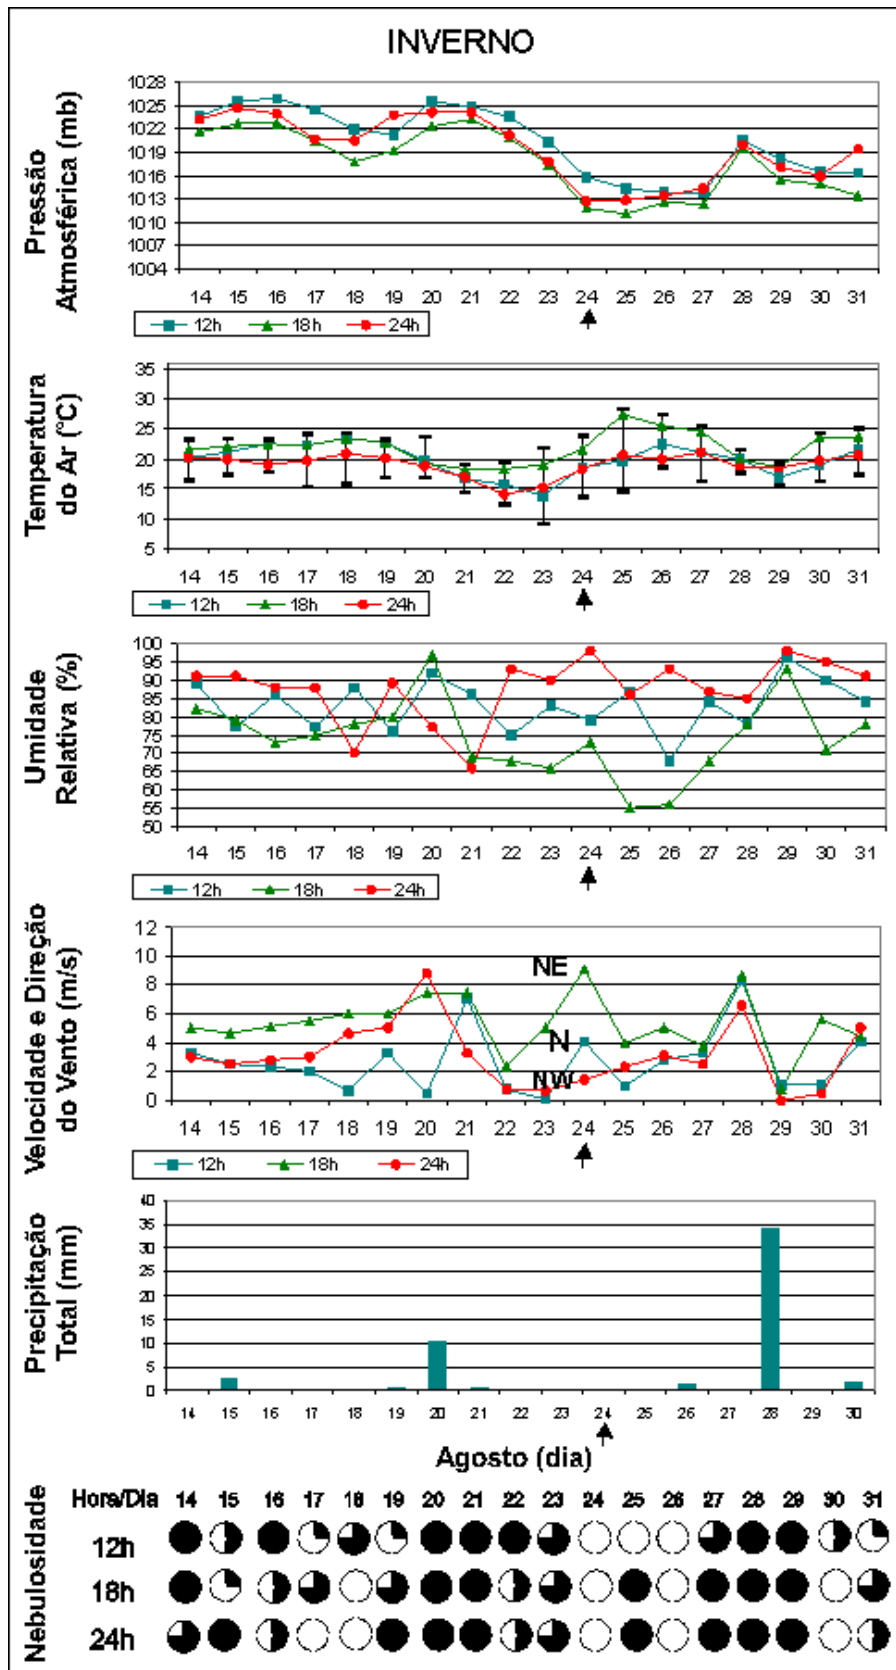 INVERNO
Pressão
Atmosférica (mb)
1028
1025
1022
1019
1016
1013
1010
1007
1004
14 15 16 17 18 19 20 21 22 23 24 25 26 27 28 29 30 31
12h 18h 24h
Temperatura
do Ar (°C)
35
30
25
20
15
10
5
14 15 16 17 18 19 20 21 22 23 24 25 26 27 28 29 30 31
12h 18h 24h
Umidade
Relativa (%)
100
95
90
85
80
75
70
65
60
55
50
14 15 16 17 18 19 20 21 22 23 24 25 26 27 28 29 30 31
12h 18h 24h
Velocidade e Direção
do Vento (m/s)
12
10
8
6
4
2
0
NE
N
NW
14 15 16 17 18 19 20 21 22 23 24 25 26 27 28 29 30 31
12h 18h 24h
Precipitação
Total (mm)
40
35
30
25
20
15
10
5
0
14 15 16 17 18 19 20 21 22 23 24 25 26 27 28 29 30
Agosto (dia)
Nebulosidade
Hora/Dia 14 15 16 17 18 19 20 21 22 23 24 25 26 27 28 29 30 31
12h
18h
24h